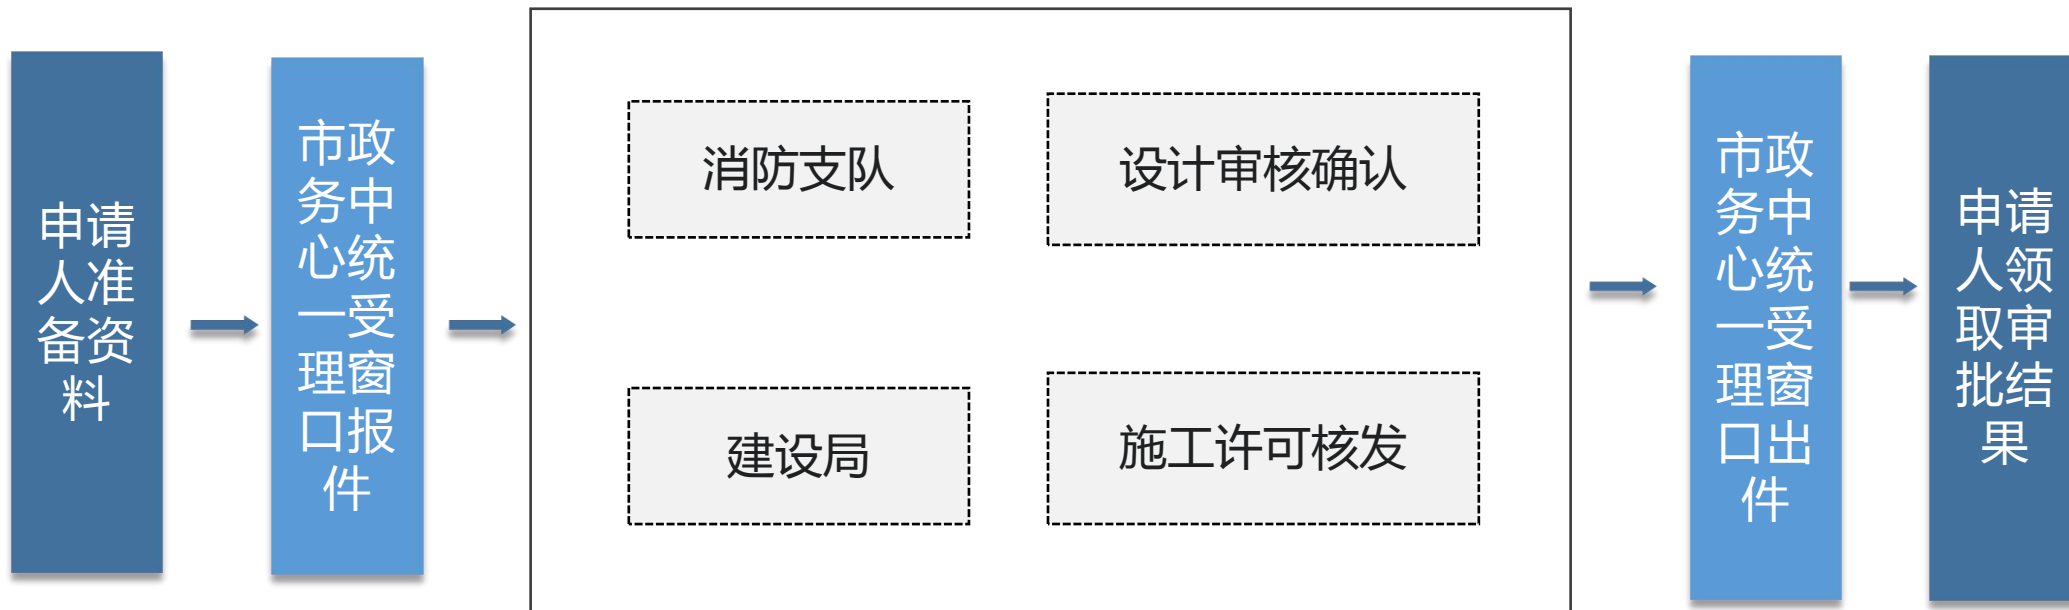 申请
人准
备资
料
市政
务中
心统
一受
理窗
口报
件
消防支队
设计审核确认
建设局
施工许可核发
市政
务中
心统
一受
理窗
口出
件
申请
人领
取审
批结
果